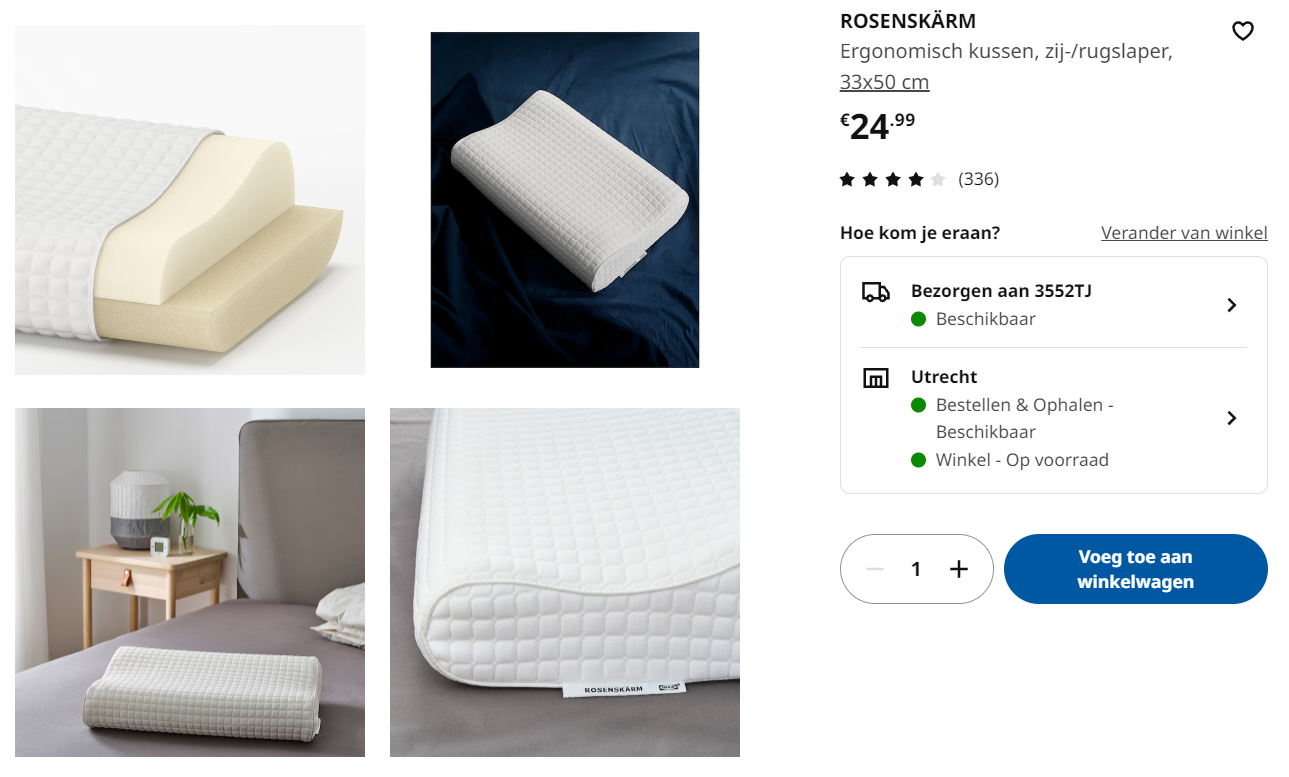 ROSENSKÄRM
Ergonomisch kussen, zij-/rugslaper,
33x50 cm
€24.99
(336)
Hoe kom je eraan?
Verander van winkel
Bezorgen aan 3552TJ
Beschikbaar
Utrecht
Bestellen & Ophalen -
Beschikbaar
Winkel - Op voorraad
1
Voeg toe aan
winkelwagen
ROSENSKÄRM IKEA